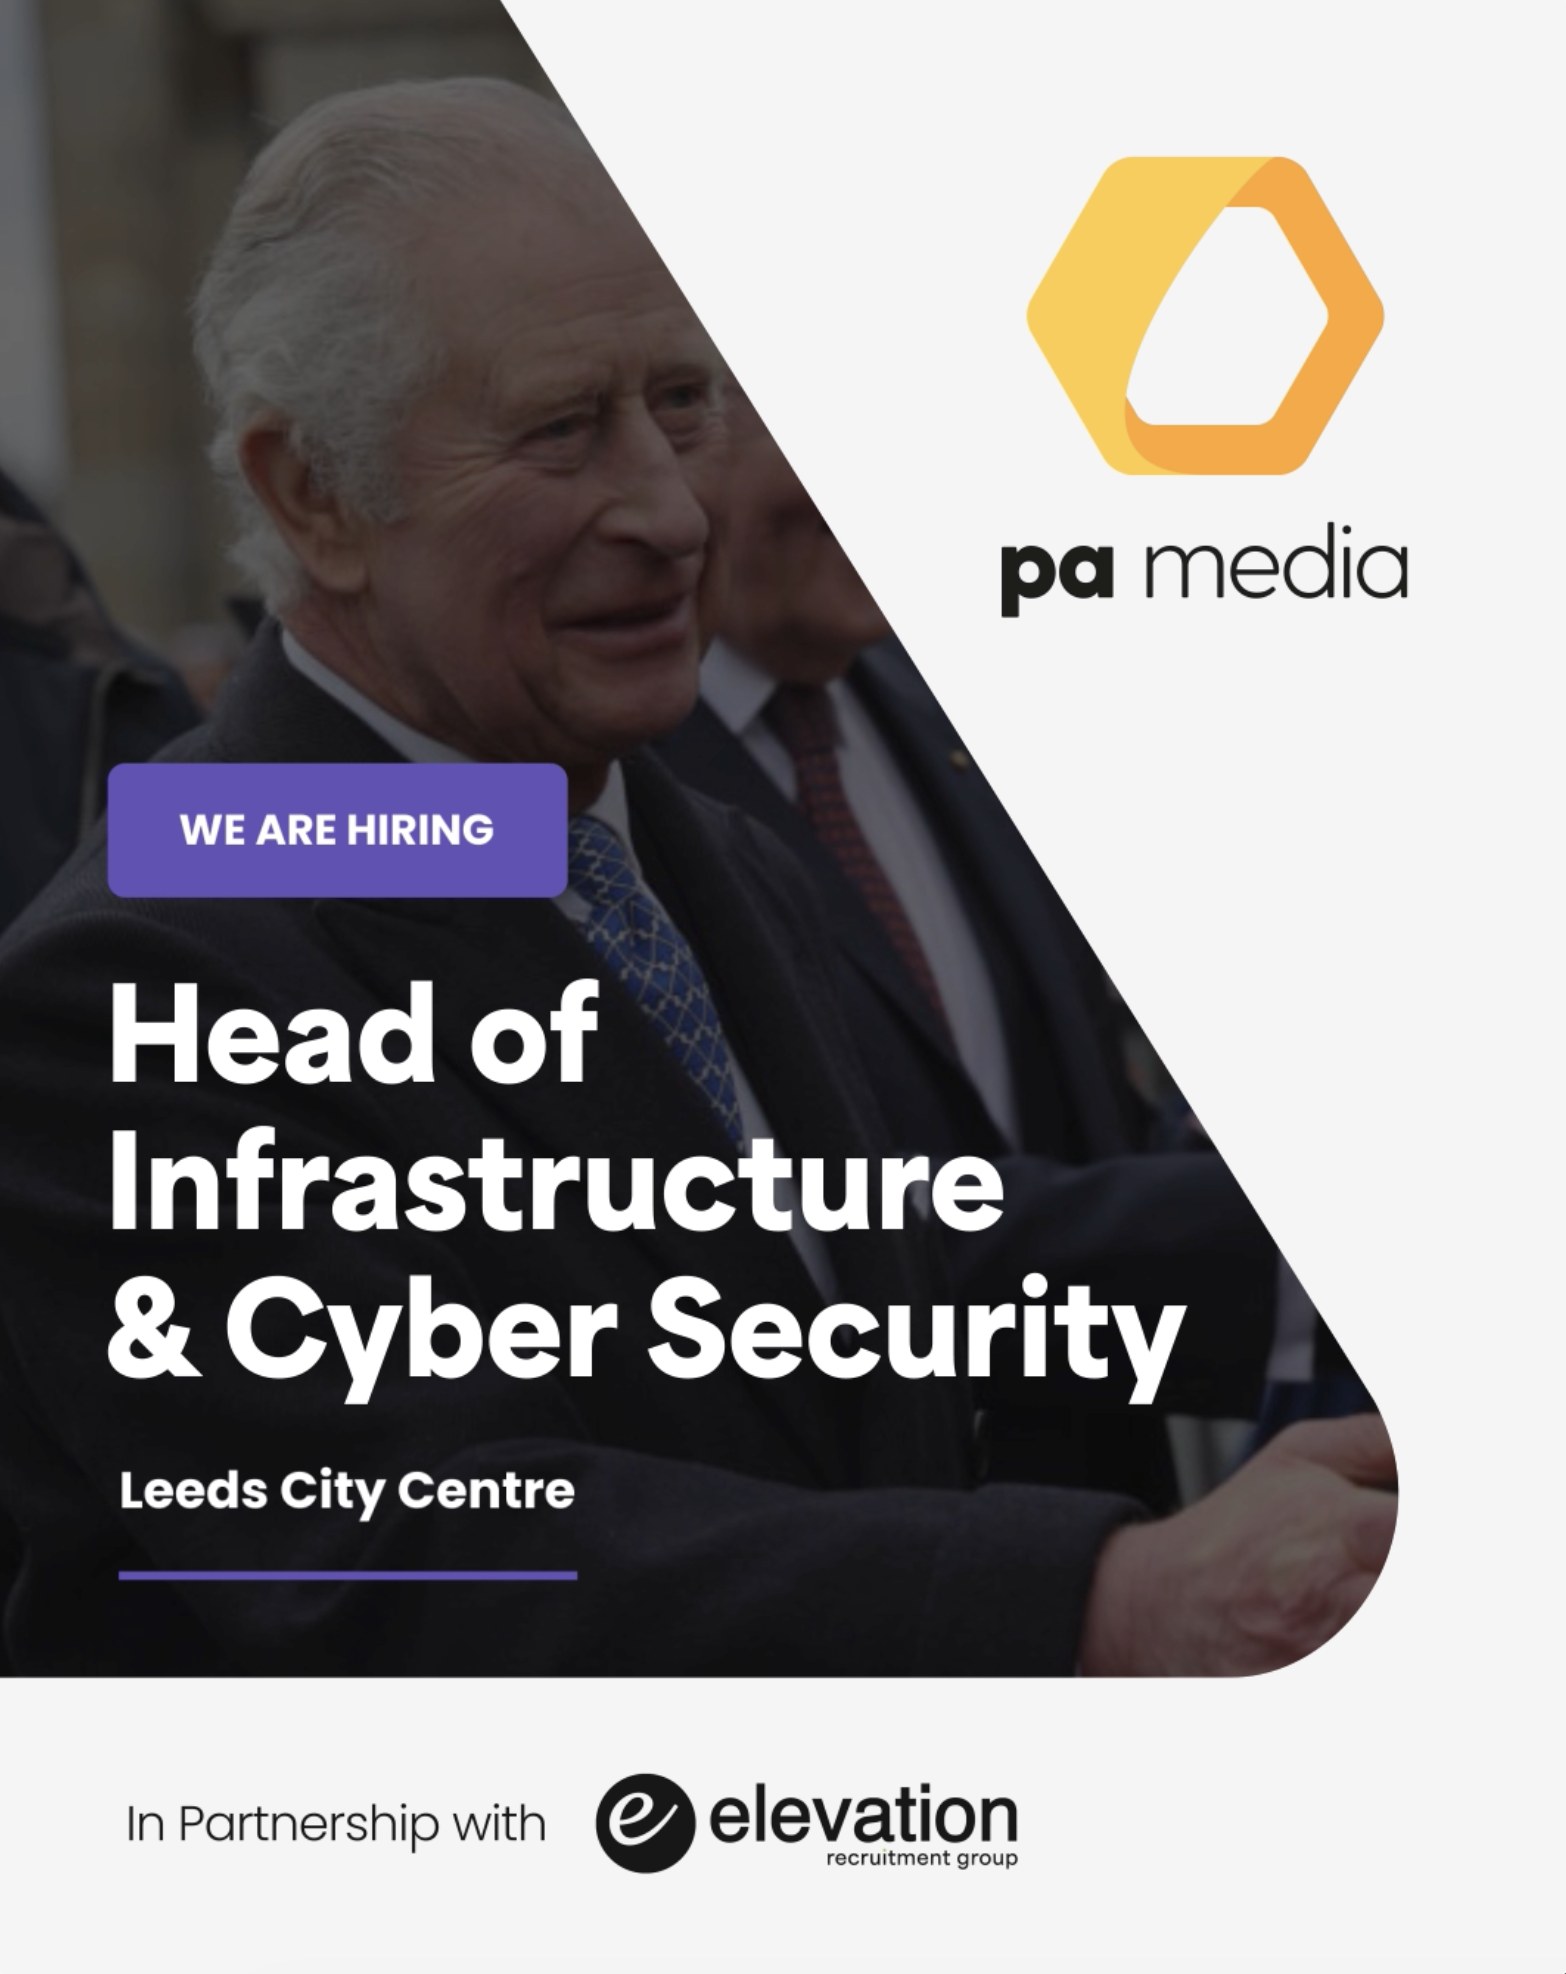 pa media
WE ARE HIRING
Head of
Infrastructure
& Cyber Security
Leeds City Centre
In Partnership with
e elevation
recruitment group